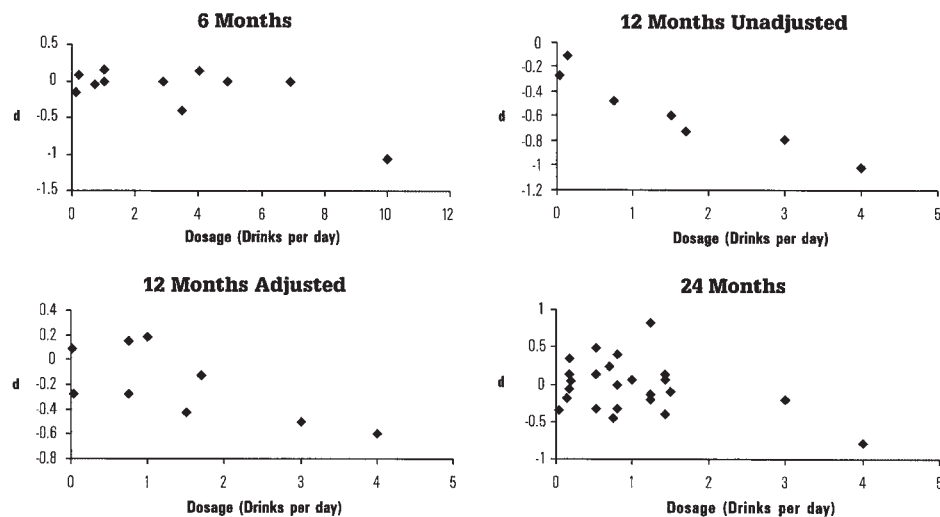 6 Months
0.5
0
d
-0.5
-1
-1.5
0 2 4 6 8 10 12
Dosage (Drinks per day)
12 Months Unadjusted
0
-0.2
-0.4
d
-0.6
-0.8
-1
-1.2
0 1 2 3 4 5
Dosage (Drinks per day)
12 Months Adjusted
0.4
0.2
0
d
-0.2
-0.4
-0.6
-0.8
0 1 2 3 4 5
Dosage (Drinks per day)
24 Months
1
0.5
d
0
-0.5
-1
0 1 2 3 4 5
Dosage (Drinks per day)